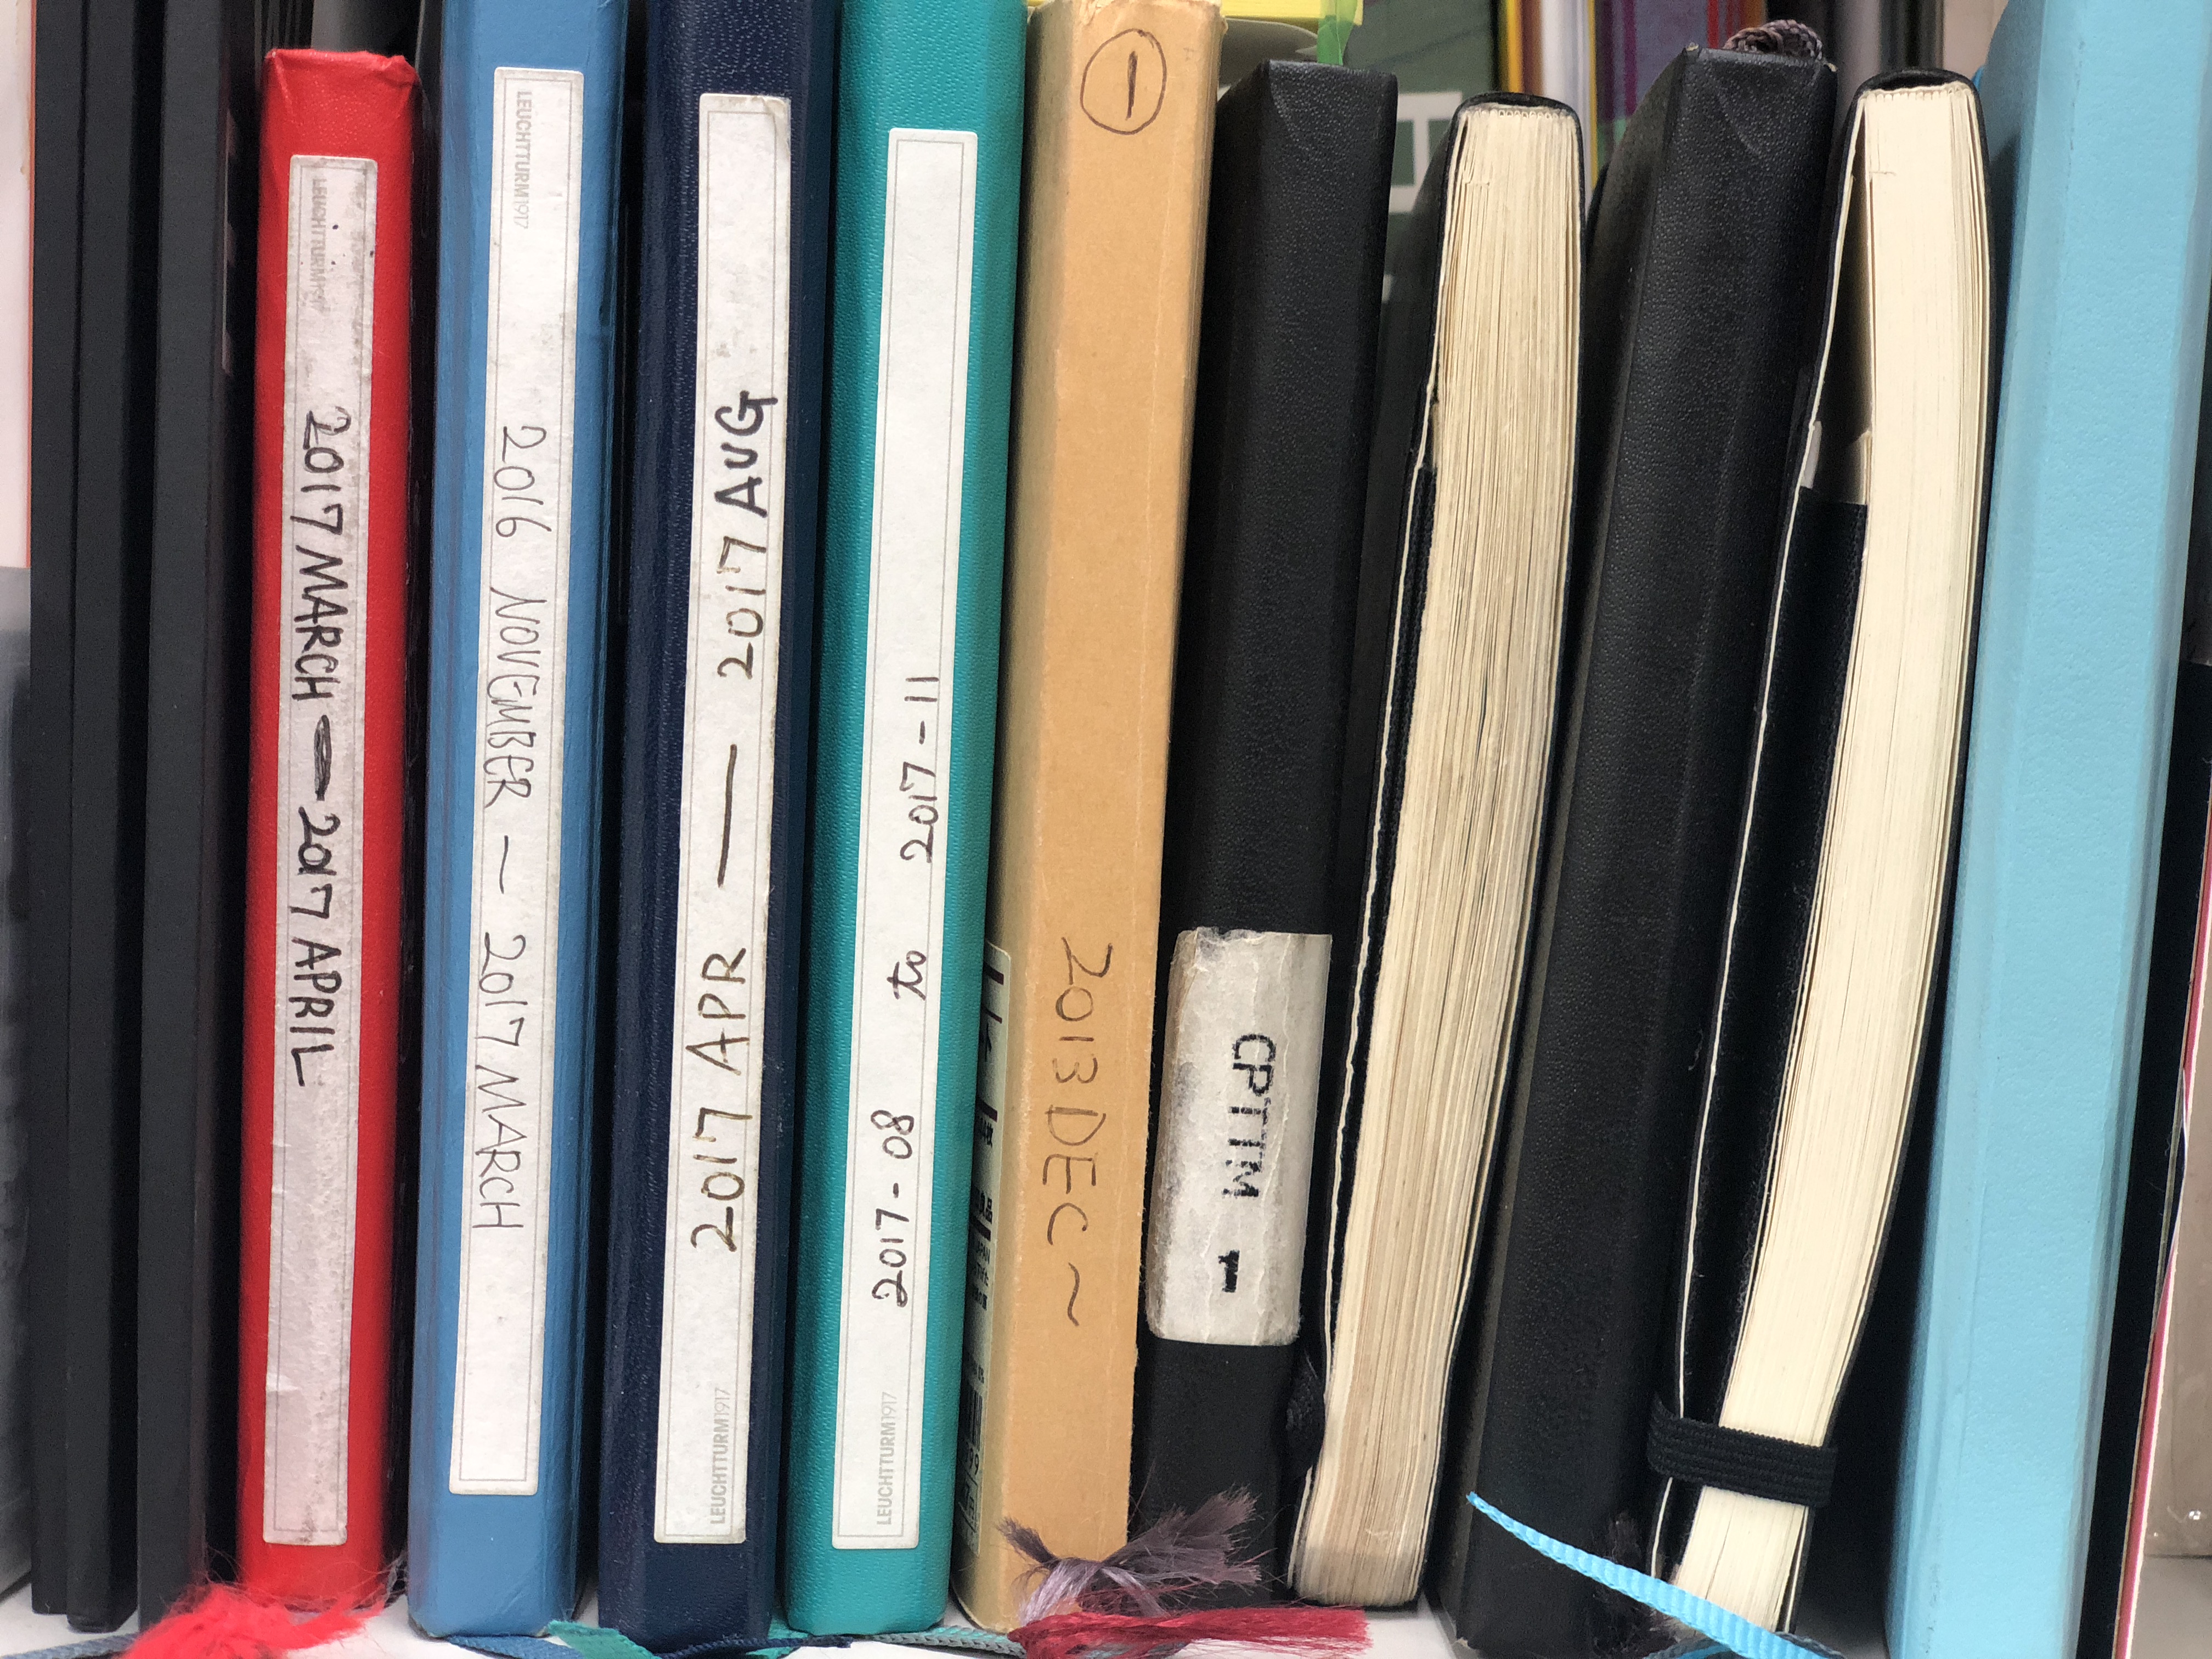 LEUCHTTURM1917
2017 MARCH — 2017 APRIL
LEUCHTTURM1917
2016 NOVEMBER — 2017 MARCH
2017 APR — 2017 AUG
LEUCHTTURM1917
2017-08 to 2017-11
LEUCHTTURM1917
1
2013 DEC ~
CPTTM - 1